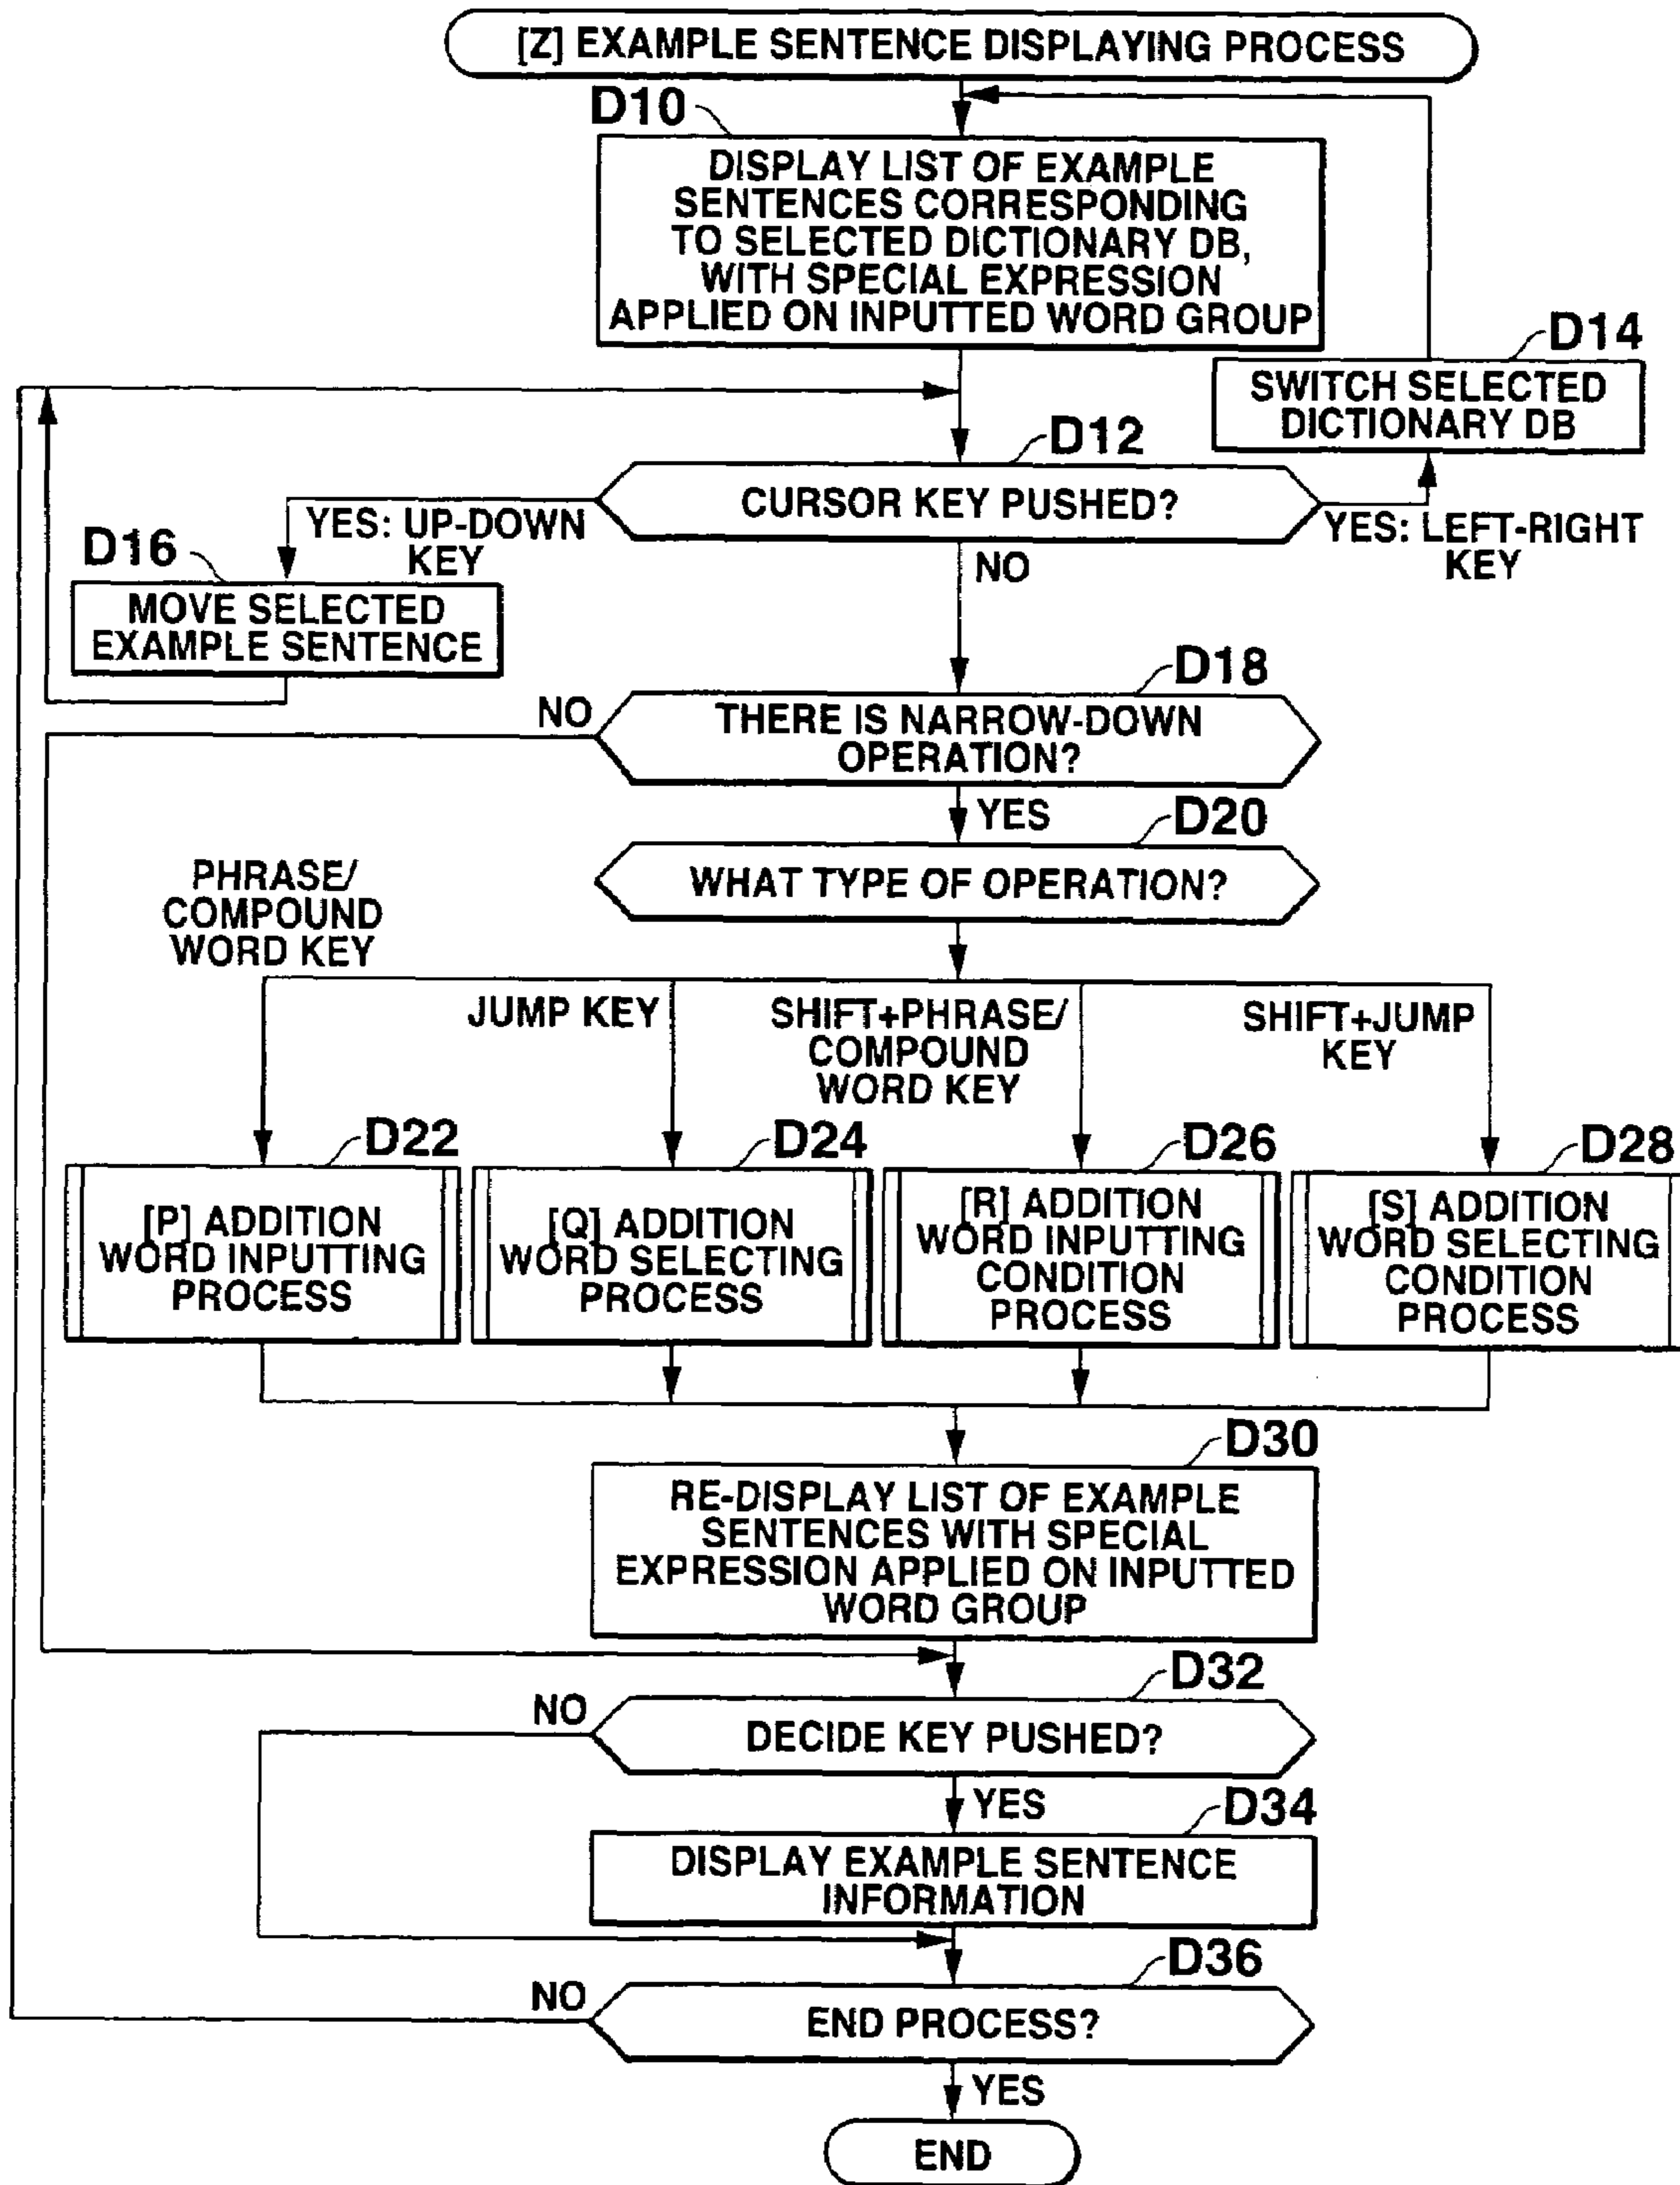 [Z] EXAMPLE SENTENCE DISPLAYING PROCESS
D10
DISPLAY LIST OF EXAMPLE
SENTENCES CORRESPONDING
TO SELECTED DICTIONARY DB,
WITH SPECIAL EXPRESSION
APPLIED ON INPUTTED WORD GROUP
D14
SWITCH SELECTED
DICTIONARY DB
D12
CURSOR KEY PUSHED?
YES: UP-DOWN
KEY
YES: LEFT-RIGHT
KEY
NO
D16
MOVE SELECTED
EXAMPLE SENTENCE
D18
NO
THERE IS NARROW-DOWN
OPERATION?
YES
D20
WHAT TYPE OF OPERATION?
PHRASE/
COMPOUND
WORD KEY
JUMP KEY
SHIFT+PHRASE/
COMPOUND
WORD KEY
SHIFT+JUMP
KEY
D22
[P] ADDITION
WORD INPUTTING
PROCESS
D24
[Q] ADDITION
WORD SELECTING
PROCESS
D26
[R] ADDITION
WORD INPUTTING
CONDITION
PROCESS
D28
[S] ADDITION
WORD SELECTING
CONDITION
PROCESS
D30
RE-DISPLAY LIST OF EXAMPLE
SENTENCES WITH SPECIAL
EXPRESSION APPLIED ON INPUTTED
WORD GROUP
D32
NO
DECIDE KEY PUSHED?
YES
D34
DISPLAY EXAMPLE SENTENCE
INFORMATION
D36
NO
END PROCESS?
YES
END